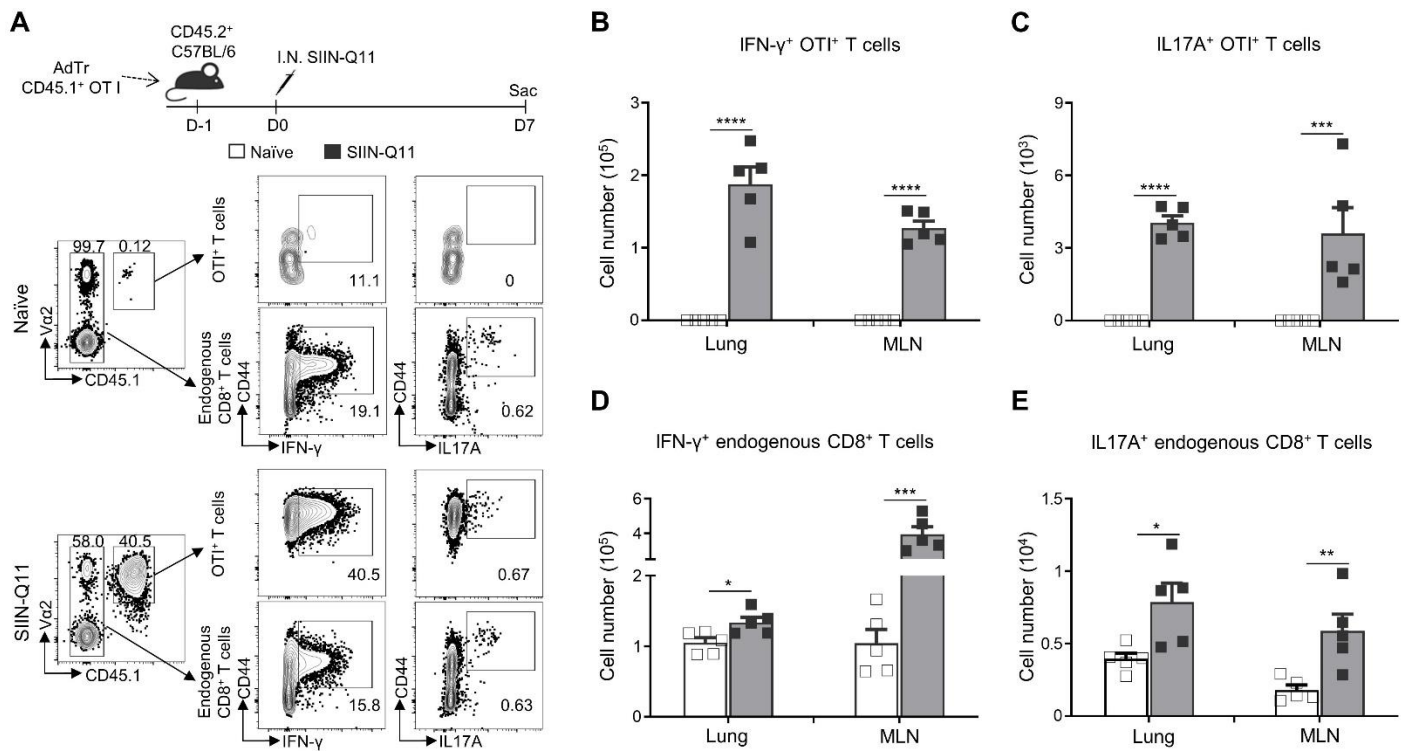 A
CD45.2⁺
C57BL/6
AdTr
CD45.1⁺ OT I
I.N. SIIN-Q11
Sac
D-1
D0
D7
Naïve
SIIN-Q11
Naïve
99.7
0.12
Vα2
CD45.1
OTI⁺ T cells
11.1
0
Endogenous
CD8⁺ T cells
CD44
19.1
CD44
0.62
IFN-γ
IL17A
SIIN-Q11
58.0
40.5
Vα2
CD45.1
OTI⁺ T cells
40.5
0.67
Endogenous
CD8⁺ T cells
CD44
15.8
CD44
0.63
IFN-γ
IL17A
B
IFN-γ⁺ OTI⁺ T cells
Cell number (10⁵)
3
2
1
0
****
****
Lung
MLN
C
IL17A⁺ OTI⁺ T cells
Cell number (10³)
9
6
3
0
****
***
Lung
MLN
D
IFN-γ⁺ endogenous CD8⁺ T cells
Cell number (10⁵)
6
4
2
1
0
*
***
Lung
MLN
E
IL17A⁺ endogenous CD8⁺ T cells
Cell number (10⁴)
1.5
1
0.5
0
*
**
Lung
MLN